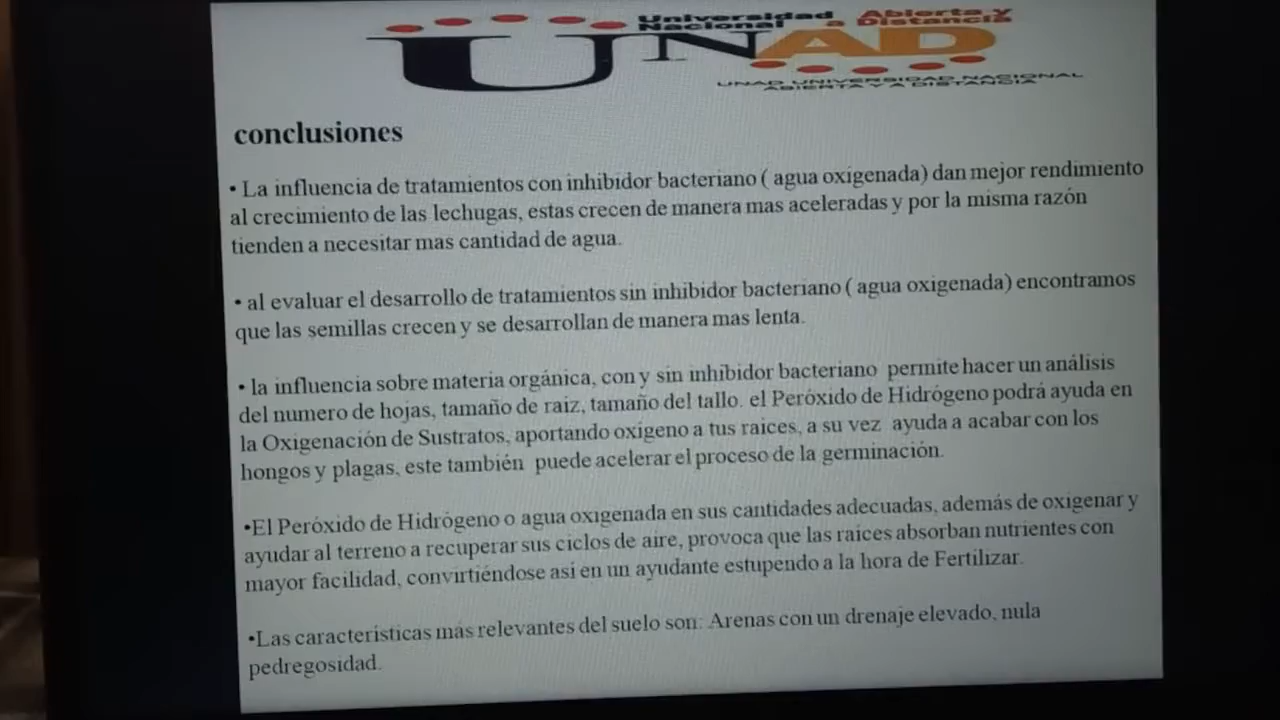 Universidad Abierta y
Nacional a Distancia
UNAD
UNAD UNIVERSIDAD NACIONAL
ABIERTA Y A DISTANCIA
conclusiones
• La influencia de tratamientos con inhibidor bacteriano ( agua oxigenada) dan mejor rendimiento
al crecimiento de las lechugas, estas crecen de manera mas aceleradas y por la misma razón
tienden a necesitar mas cantidad de agua.
• al evaluar el desarrollo de tratamientos sin inhibidor bacteriano ( agua oxigenada) encontramos
que las semillas crecen y se desarrollan de manera mas lenta.
• la influencia sobre materia orgánica, con y sin inhibidor bacteriano permite hacer un análisis
del numero de hojas, tamaño de raiz, tamaño del tallo. el Peróxido de Hidrógeno podrá ayuda en
la Oxigenación de Sustratos, aportando oxigeno a tus raices, a su vez ayuda a acabar con los
hongos y plagas, este también puede acelerar el proceso de la germinación.
•El Peróxido de Hidrógeno o agua oxigenada en sus cantidades adecuadas, además de oxigenar y
ayudar al terreno a recuperar sus ciclos de aire, provoca que las raíces absorban nutrientes con
mayor facilidad, convirtiéndose así en un ayudante estupendo a la hora de Fertilizar.
•Las características más relevantes del suelo son: Arenas con un drenaje elevado, nula
pedregosidad.